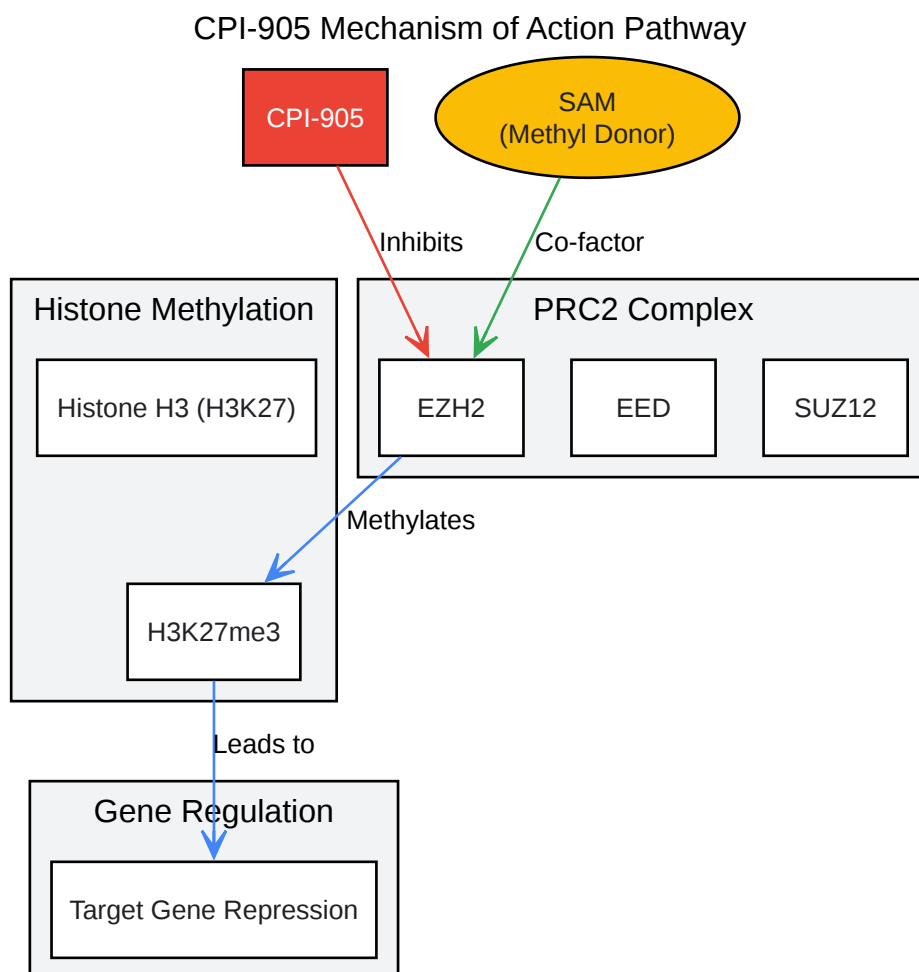 CPI-905 Mechanism of Action Pathway
CPI-905
SAM
(Methyl Donor)
Inhibits
Co-factor
Histone Methylation
PRC2 Complex
Histone H3 (H3K27)
EZH2
EED
SUZ12
Methylates
H3K27me3
Leads to
Gene Regulation
Target Gene Repression